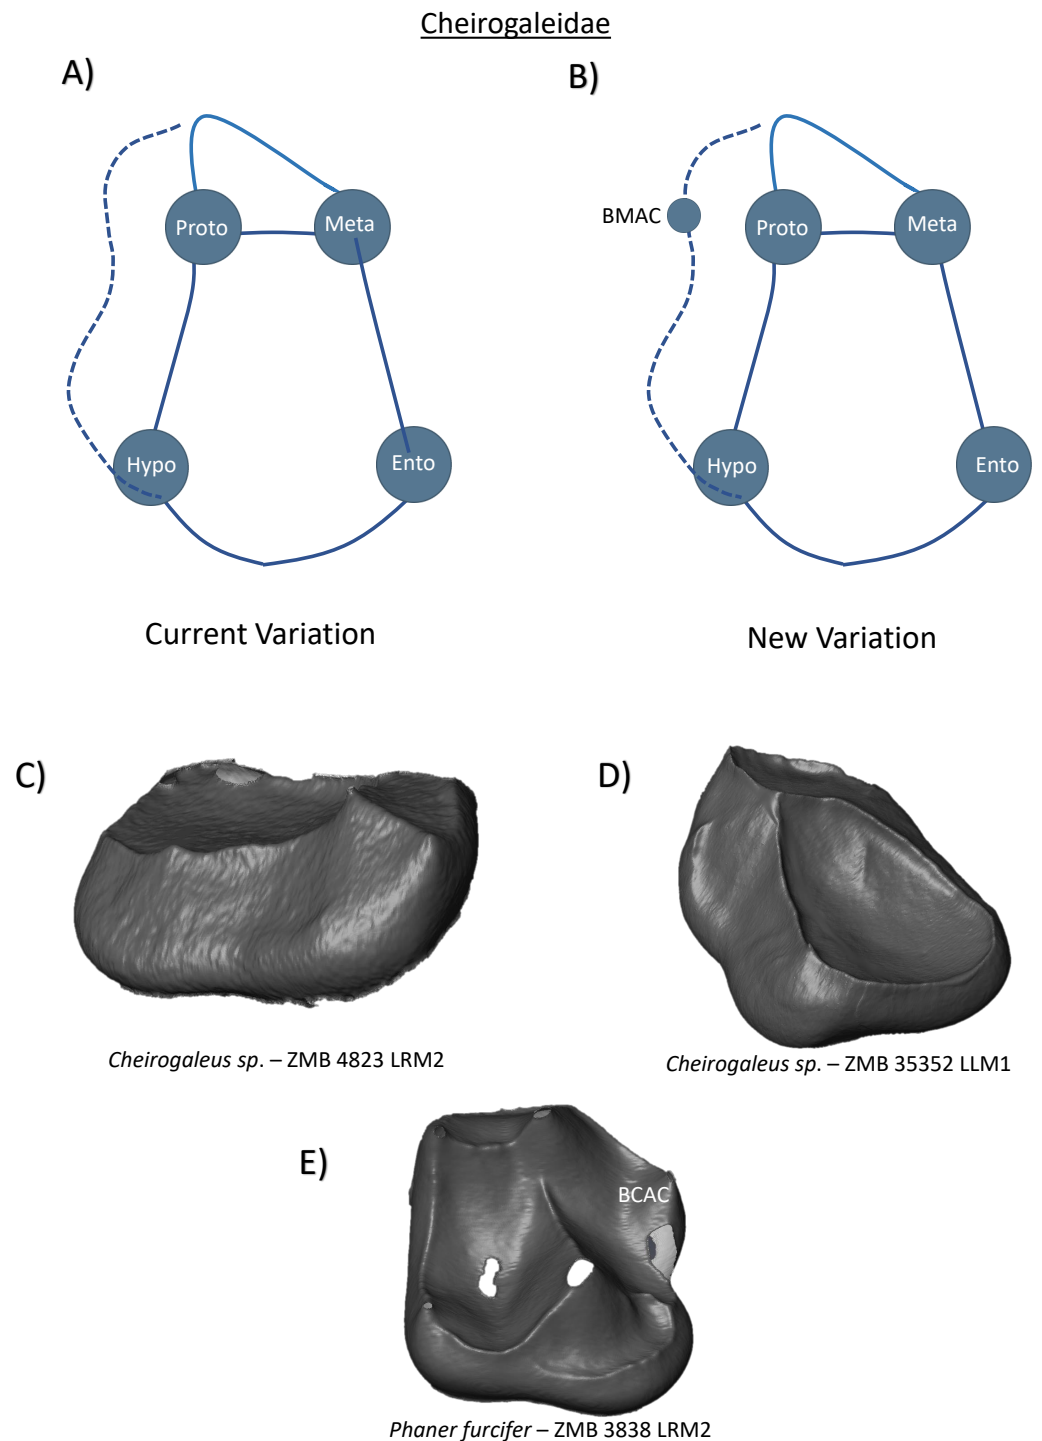 Cheirogaleidae
A)
B)
Proto
Meta
Hypo
Ento
BMAC
Proto
Meta
Hypo
Ento
Current Variation
New Variation
C)
D)
Cheirogaleus sp. – ZMB 4823 LRM2
Cheirogaleus sp. – ZMB 35352 LLM1
E)
BCAC
Phaner furcifer – ZMB 3838 LRM2